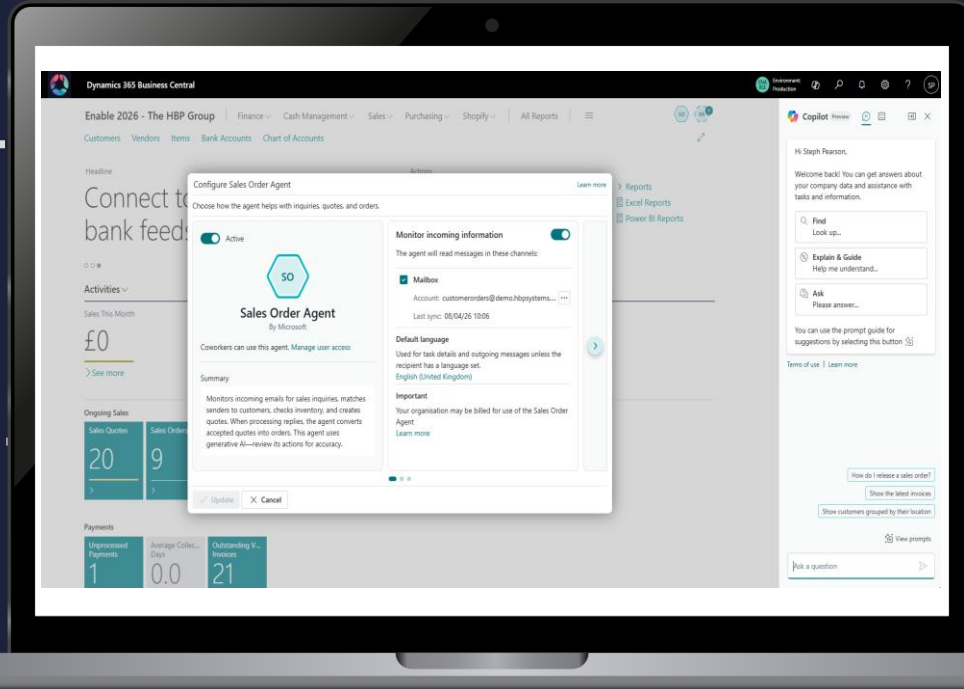 Dynamics 365 Business Central
Environment:
Production
SP
Enable 2026 - The HBP Group
Finance
Cash Management
Sales
Purchasing
Shopify
All Reports
SO
Customers
Vendors
Items
Bank Accounts
Chart of Accounts
Headline
Actions
Connect to
bank feeds
Reports
Excel Reports
Power BI Reports
Activities
Sales This Month
£0
See more
Ongoing Sales
Sales Quotes
20
Sales Orders
9
Payments
Unprocessed
Payments
1
Average Collec...
Days
0.0
Outstanding V...
Invoices
21
Configure Sales Order Agent
Learn more
Choose how the agent helps with inquiries, quotes, and orders.
Active
SO
Sales Order Agent
By Microsoft
Coworkers can use this agent. Manage user access
Summary
Monitors incoming emails for sales inquiries, matches
senders to customers, checks inventory, and creates
quotes. When processing replies, the agent converts
accepted quotes into orders. This agent uses
generative AI—review its actions for accuracy.
Monitor incoming information
The agent will read messages in these channels:
Mailbox
Account: customerorders@demo.hbpsystems....
Last sync: 08/04/26 10:06
Default language
Used for task details and outgoing messages unless the
recipient has a language set.
English (United Kingdom)
Important
Your organisation may be billed for use of the Sales Order
Agent
Learn more
Update
Cancel
Copilot Preview
Hi Steph Pearson,
Welcome back! You can get answers about
your company data and assistance with
tasks and information.
Find
Look up...
Explain & Guide
Help me understand...
Ask
Please answer...
You can use the prompt guide for
suggestions by selecting this button
Terms of use | Learn more
How do I release a sales order?
Show the latest invoices
Show customers grouped by their location
View prompts
Ask a question